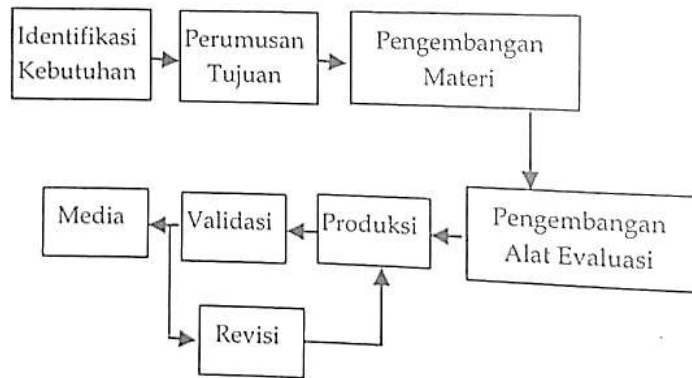 Identifikasi
Kebutuhan
Perumusan
Tujuan
Pengembangan
Materi
Pengembangan
Alat Evaluasi
Produksi
Validasi
Media
Revisi